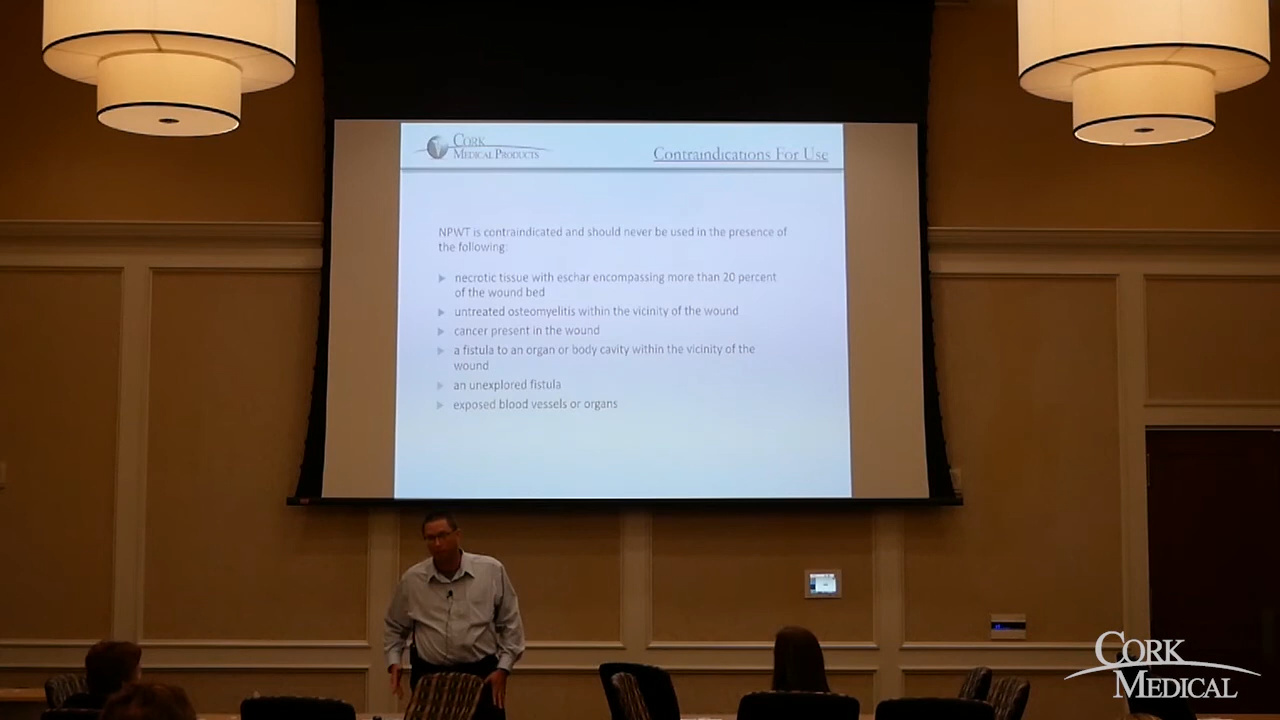 CORK
MEDICAL PRODUCTS
Contraindications For Use
NPWT is contraindicated and should never be used in the presence of
the following:
necrotic tissue with eschar encompassing more than 20 percent
of the wound bed
untreated osteomyelitis within the vicinity of the wound
cancer present in the wound
a fistula to an organ or body cavity within the vicinity of the
wound
an unexplored fistula
exposed blood vessels or organs
CORK
MEDICAL